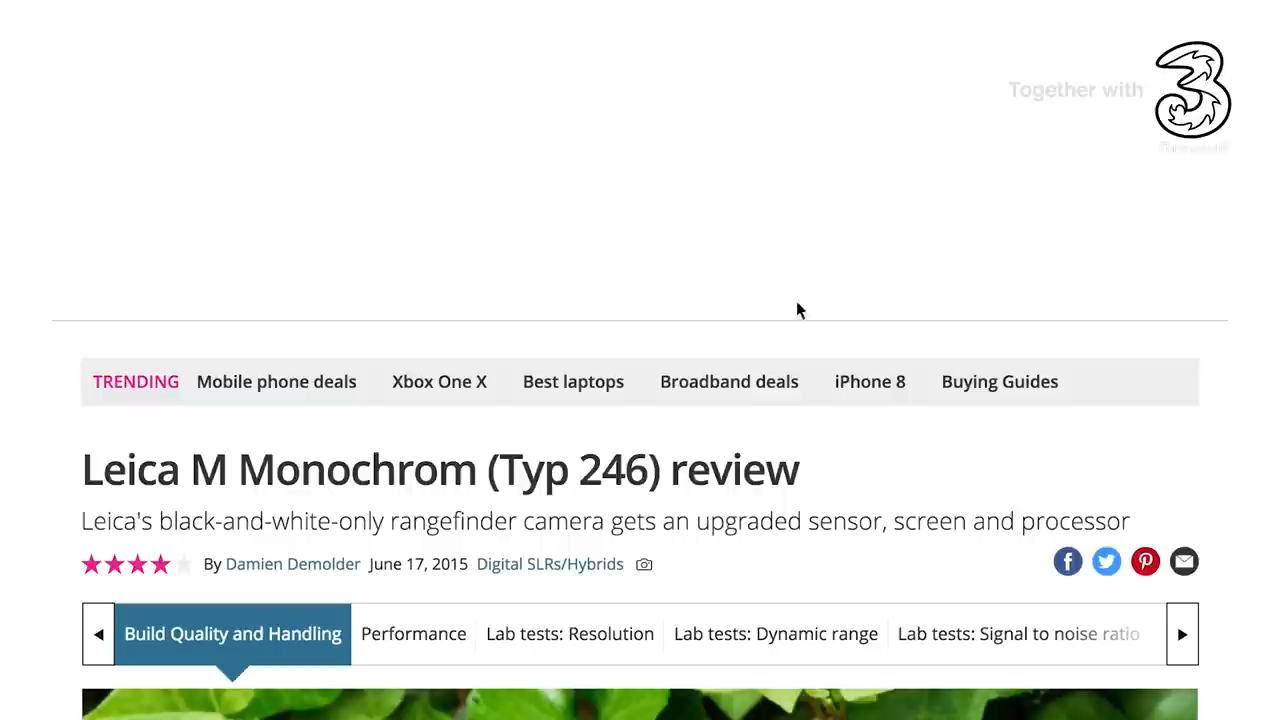 Together with
3
TRENDING Mobile phone deals Xbox One X Best laptops Broadband deals iPhone 8 Buying Guides
Leica M Monochrom (Typ 246) review
Leica's black-and-white-only rangefinder camera gets an upgraded sensor, screen and processor
By Damien Demolder June 17, 2015 Digital SLRs/Hybrids
Build Quality and Handling Performance Lab tests: Resolution Lab tests: Dynamic range Lab tests: Signal to noise ratio